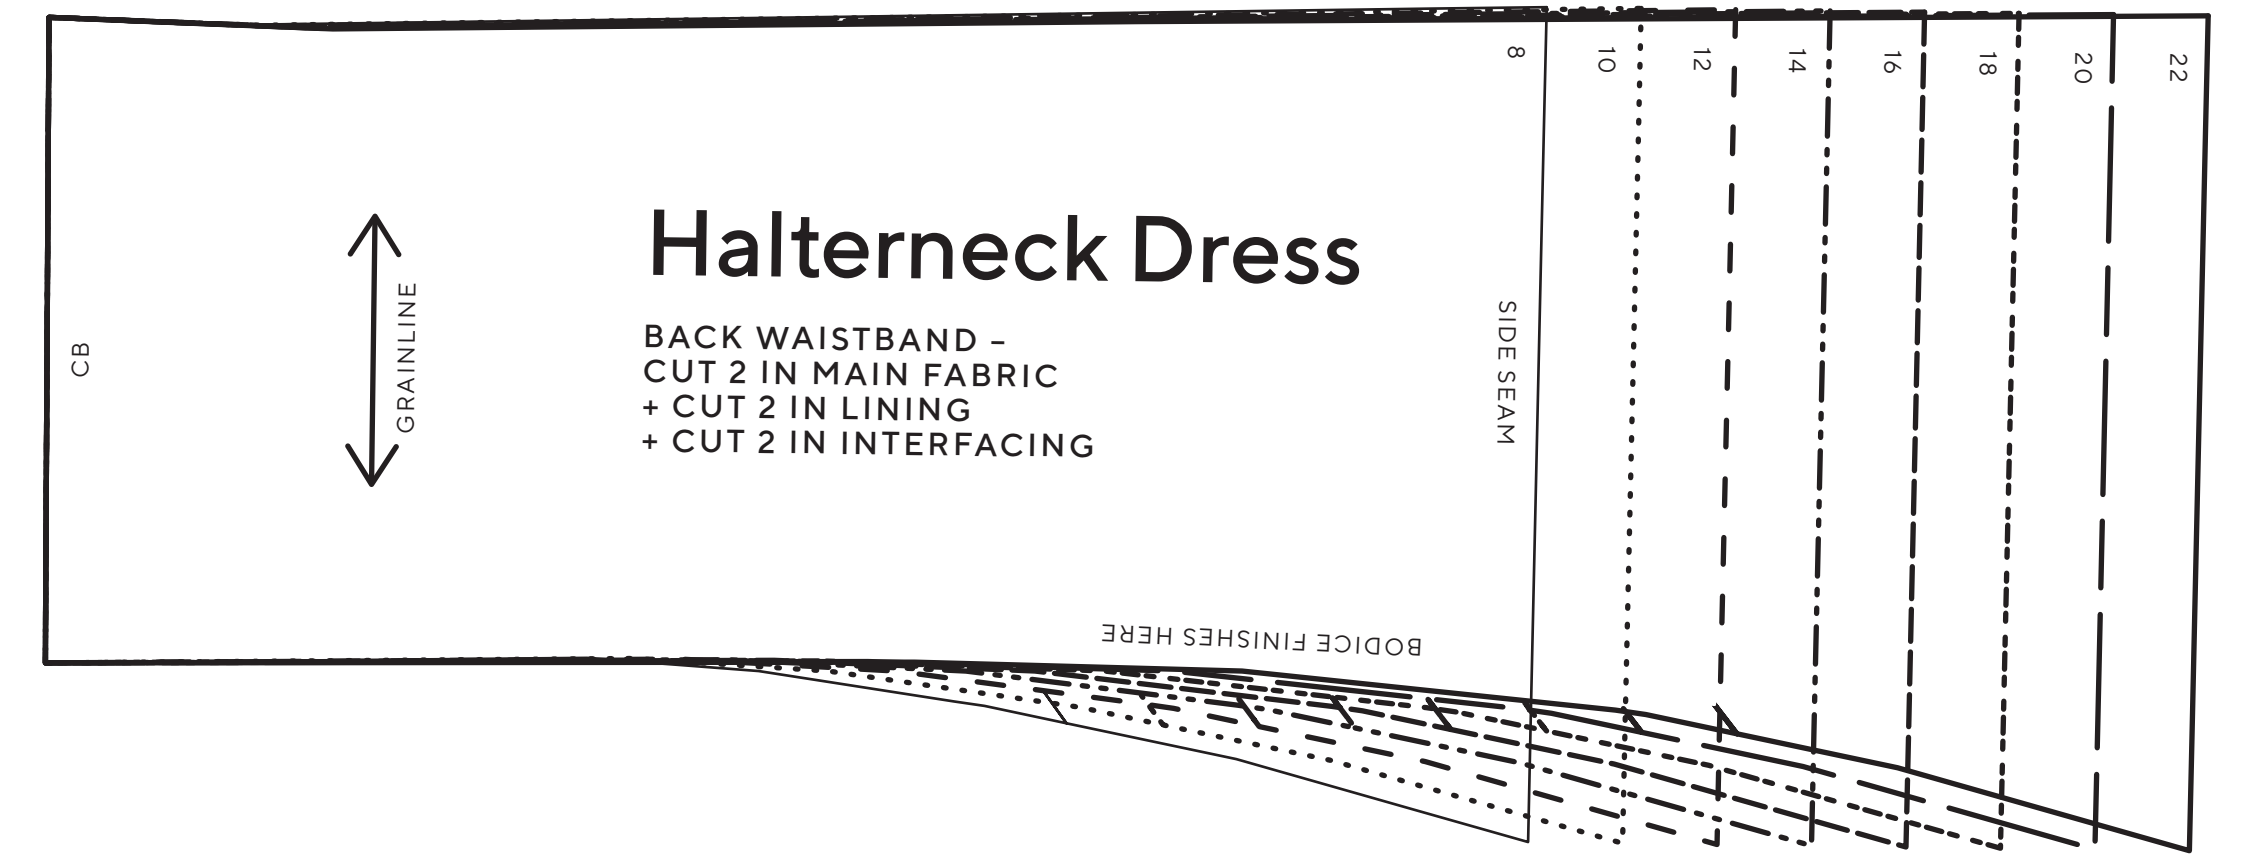 8
10
12
14
16
18
20
22
Halterneck Dress
BACK WAISTBAND –
CUT 2 IN MAIN FABRIC
+ CUT 2 IN LINING
+ CUT 2 IN INTERFACING
CB
GRAINLINE
SIDE SEAM
BODICE FINISHES HERE